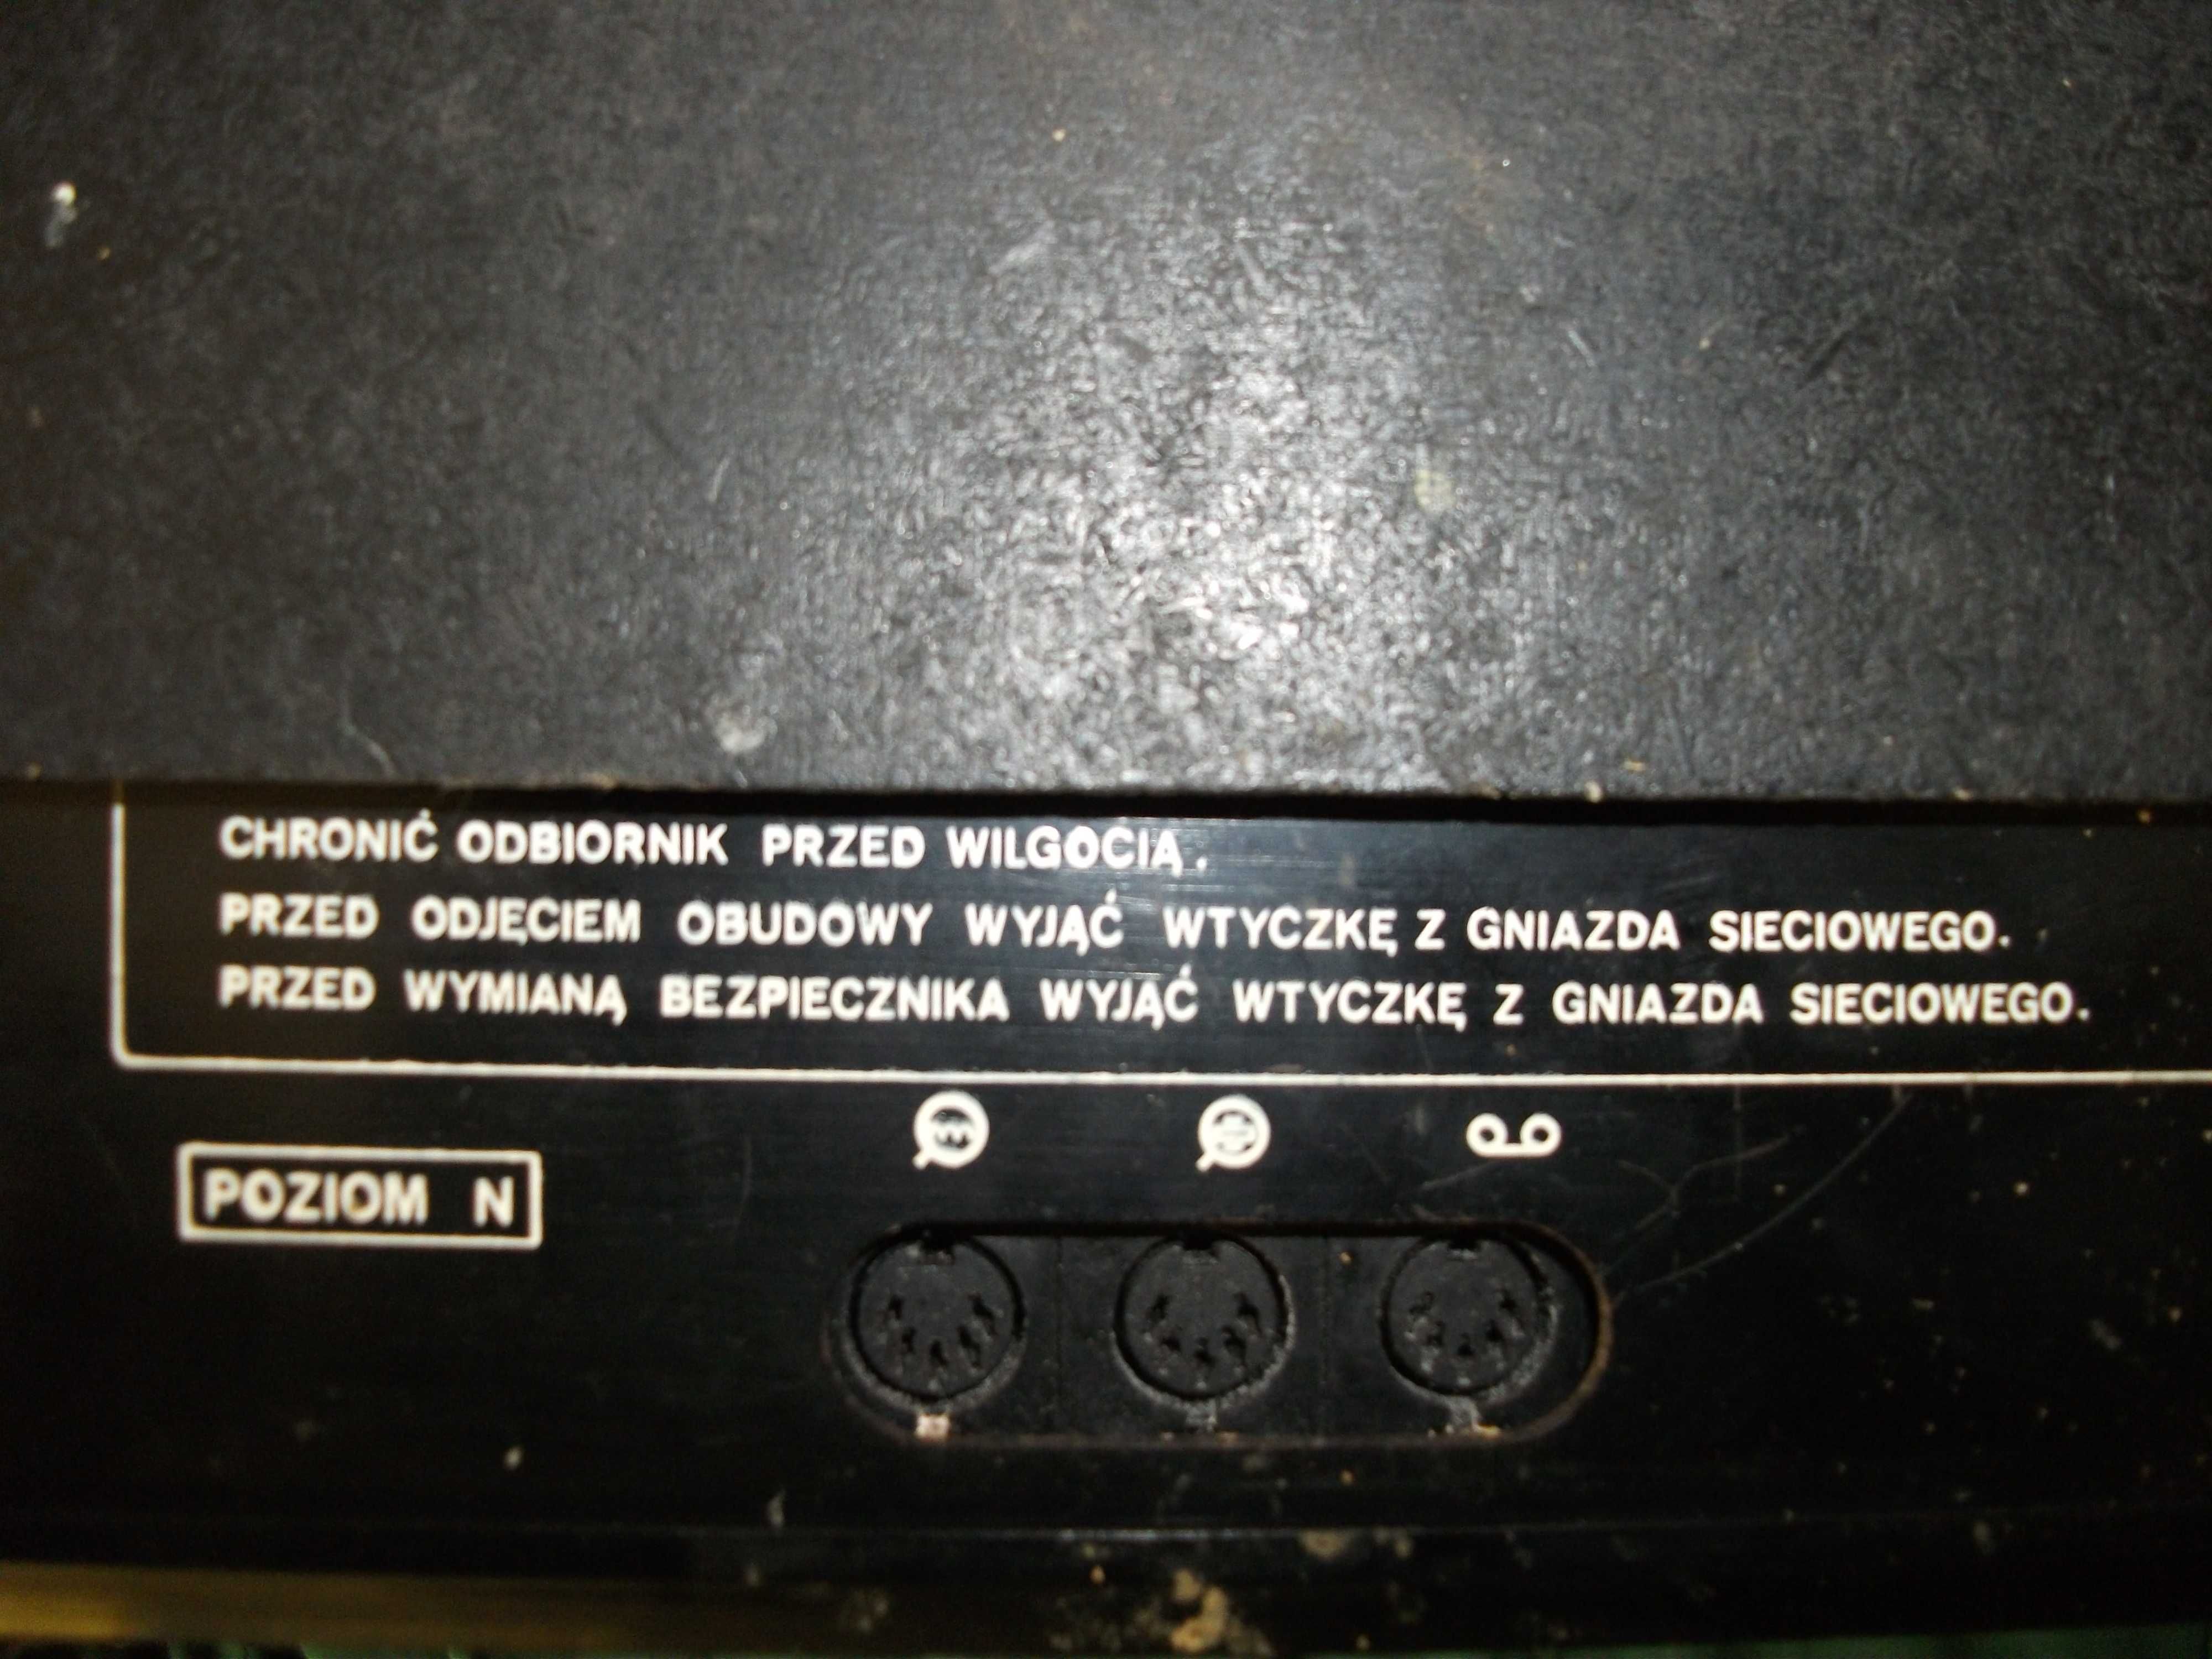 CHRONIĆ ODBIORNIK PRZED WILGOCIĄ.
PRZED ODJĘCIEM OBUDOWY WYJĄĆ WTYCZKĘ Z GNIAZDA SIECIOWEGO.
PRZED WYMIANĄ BEZPIECZNIKA WYJĄĆ WTYCZKĘ Z GNIAZDA SIECIOWEGO.
POZIOM N